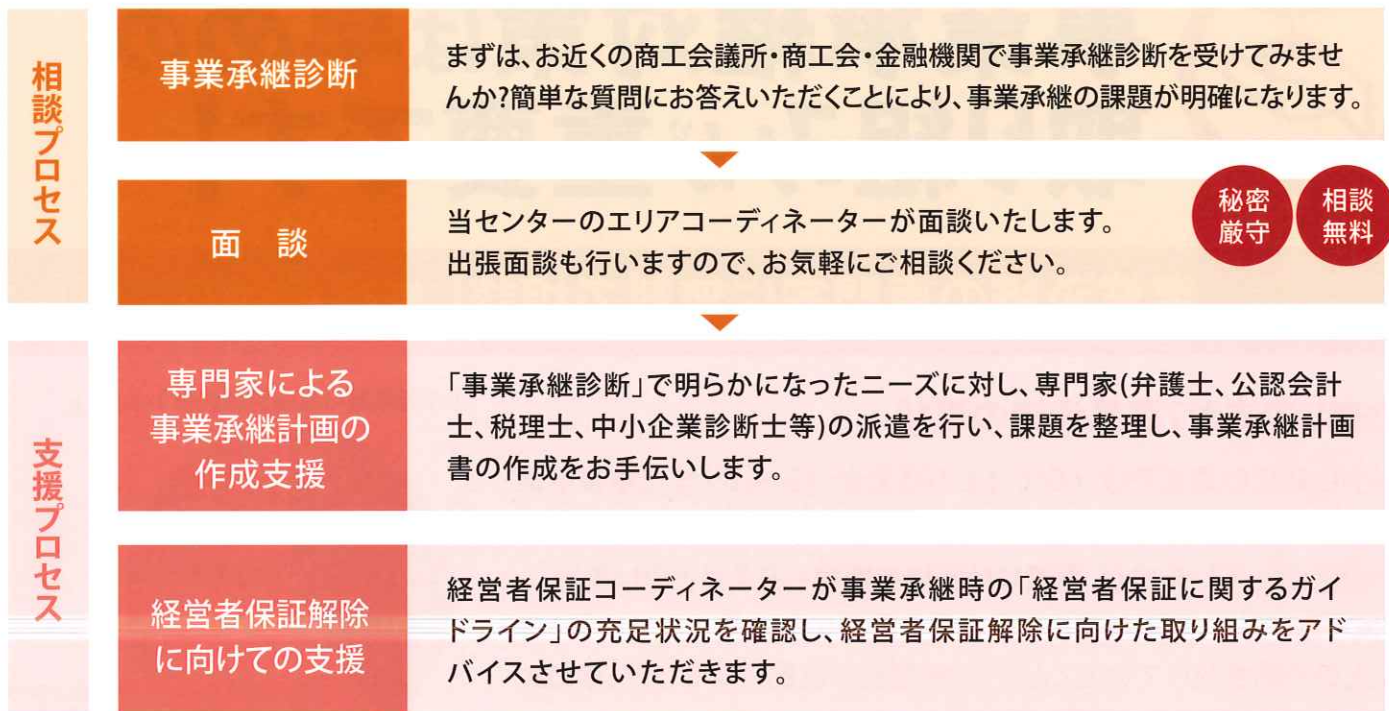 相談プロセス
事業承継診断
まずは、お近くの商工会議所・商工会・金融機関で事業承継診断を受けてみませ
んか?簡単な質問にお答えいただくことにより、事業承継の課題が明確になります。
面　談
当センターのエリアコーディネーターが面談いたします。
出張面談も行いますので、お気軽にご相談ください。
秘密
厳守
相談
無料
支援プロセス
専門家による
事業承継計画の
作成支援
「事業承継診断」で明らかになったニーズに対し、専門家(弁護士、公認会計
士、税理士、中小企業診断士等)の派遣を行い、課題を整理し、事業承継計画
書の作成をお手伝いします。
経営者保証解除
に向けての支援
経営者保証コーディネーターが事業承継時の「経営者保証に関するガイ
ドライン」の充足状況を確認し、経営者保証解除に向けた取り組みをアド
バイスさせていただきます。